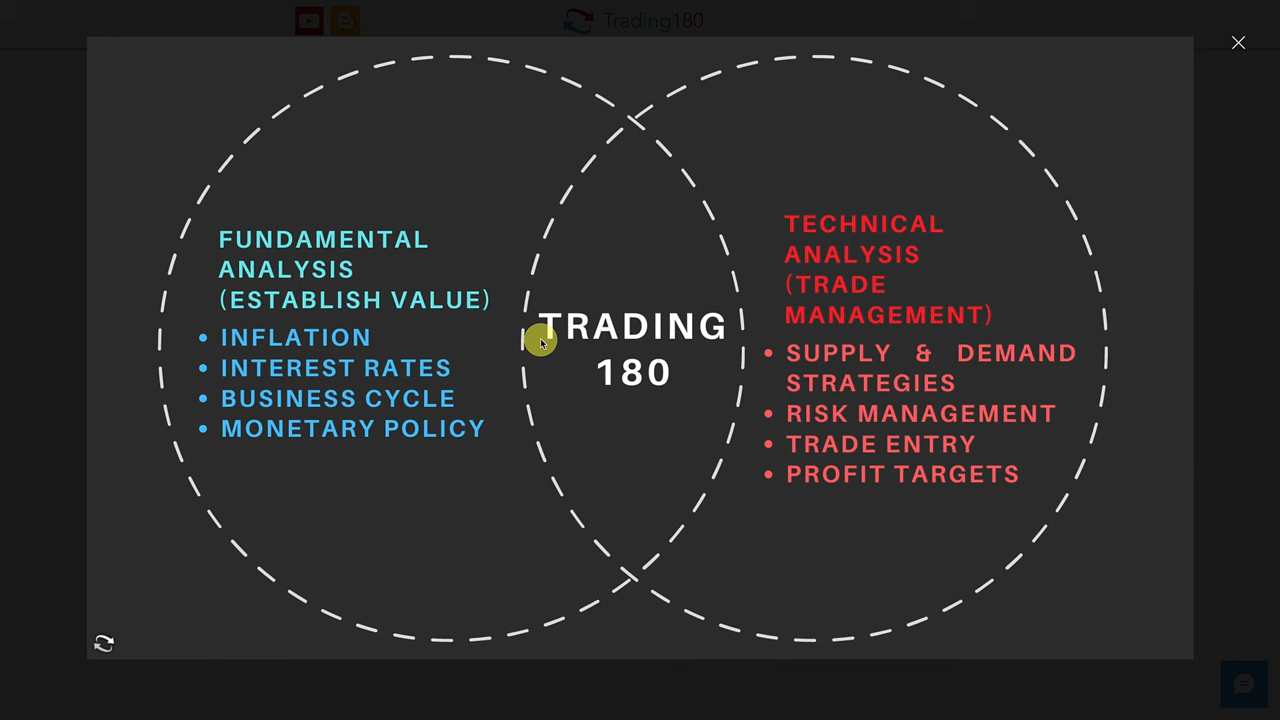 Trading180
FUNDAMENTAL
ANALYSIS
(ESTABLISH VALUE)
• INFLATION
• INTEREST RATES
• BUSINESS CYCLE
• MONETARY POLICY
TRADING
180
TECHNICAL
ANALYSIS
(TRADE
MANAGEMENT)
• SUPPLY & DEMAND
STRATEGIES
• RISK MANAGEMENT
• TRADE ENTRY
• PROFIT TARGETS